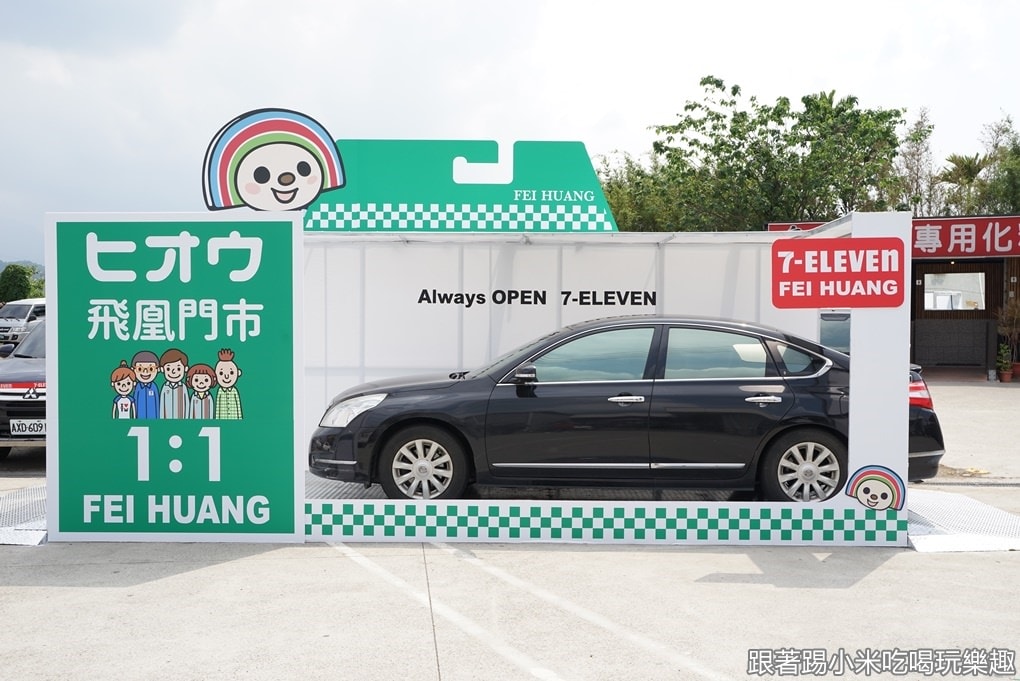 ヒオウ
飛凰門市
1:1
FEI HUANG
FEI HUANG
Always OPEN 7-ELEVEN
7-ELEVEn
FEI HUANG
專用化
AXD-609
跟著踢小米吃喝玩樂趣